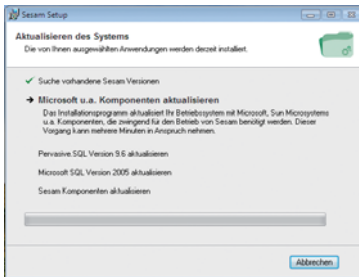 Sesam Setup
Aktualisieren des Systems
Die von Ihnen ausgewählten Anwendungen werden derzeit installiert.
Suche vorhandene Sesam Versionen
Microsoft u.a. Komponenten aktualisieren
Das Installationsprogramm aktualisiert Ihr Betriebssystem mit Microsoft, Sun Microsystems
u.a. Komponenten, die zwingend für den Betrieb von Sesam benötigt werden. Dieser
Vorgang kann mehrere Minuten in Anspruch nehmen.
Pervasive.SQL Version 9.6 aktualisieren
Microsoft SQL Version 2005 aktualisieren
Sesam Komponenten aktualisieren
Abbrechen